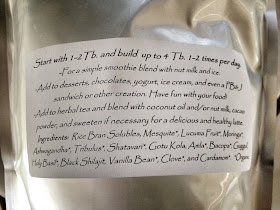 Start with 1-2 Tb. and build up to 4 Tb. 1-2 times per day.
-For a simple smoothie blend with nut milk and ice.
-Add to desserts, chocolates, yogurt, ice cream, and even a PB&J
sandwich or other creation. Have fun with your food!
-Add to herbal tea and blend with coconut oil and/or nut milk, cacao
powder, and sweeten if necessary for a delicious and healthy latte.
Ingredients: Rice Bran Solubles, Mesquite*, Lucuma Fruit*, Moringa*,
Ashwagandha*, Tribulus*, Shatavari*, Gotu Kola, Amla*, Bacopa*, Guggul,
Holy Basil*, Black Shilajit, Vanilla Bean*, Clove*, and Cardamom*. *Organic